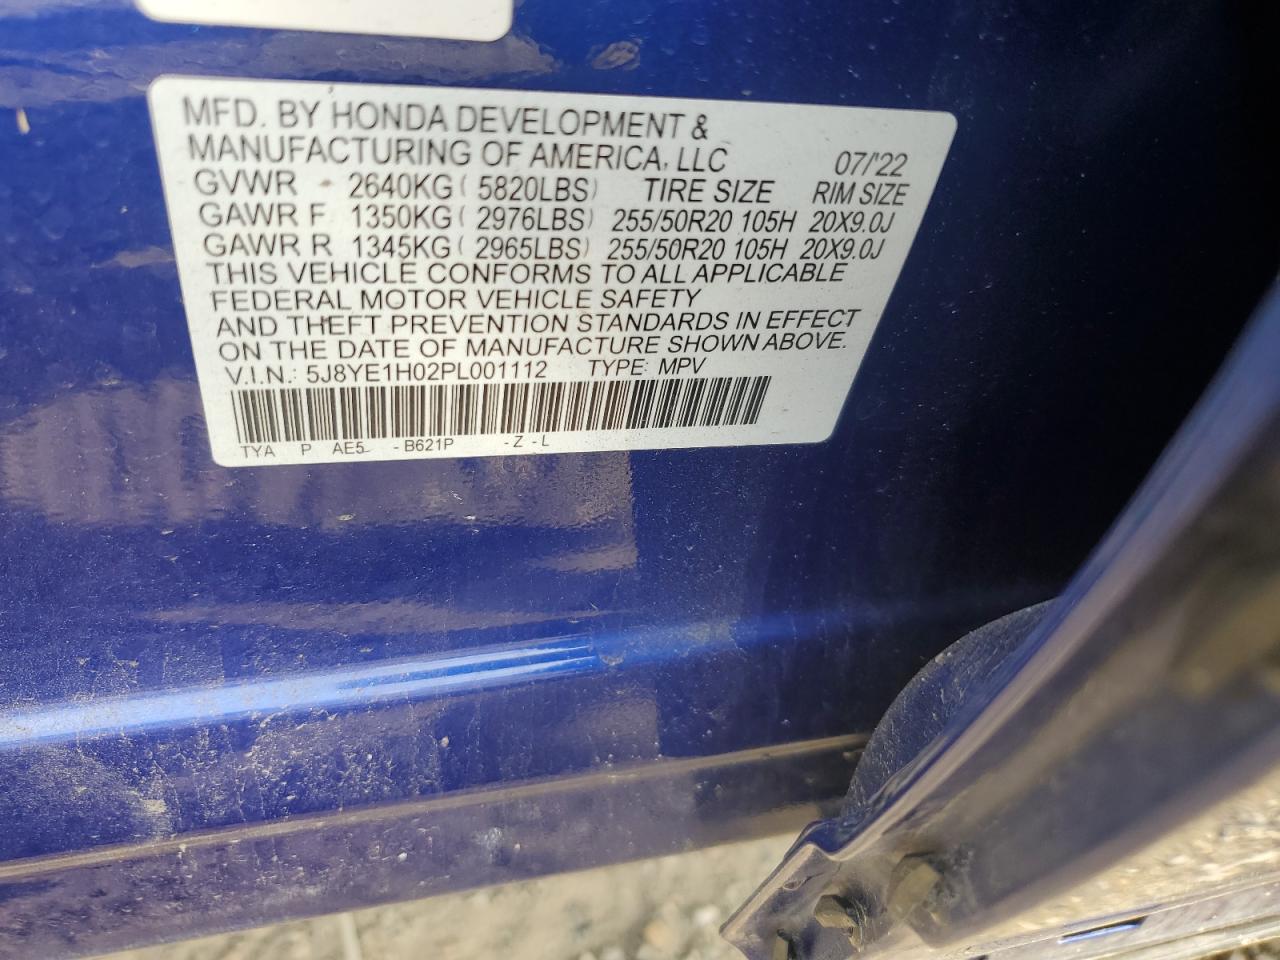 MFD. BY HONDA DEVELOPMENT &
MANUFACTURING OF AMERICA, LLC 07/'22
GVWR 2640KG ( 5820LBS) TIRE SIZE RIM SIZE
GAWR F 1350KG ( 2976LBS) 255/50R20 105H 20X9.0J
GAWR R 1345KG ( 2965LBS) 255/50R20 105H 20X9.0J
THIS VEHICLE CONFORMS TO ALL APPLICABLE
FEDERAL MOTOR VEHICLE SAFETY
AND THEFT PREVENTION STANDARDS IN EFFECT
ON THE DATE OF MANUFACTURE SHOWN ABOVE.
V.I.N.: 5J8YE1H02PL001112 TYPE: MPV
TYA P AE5 -B621P -Z-L